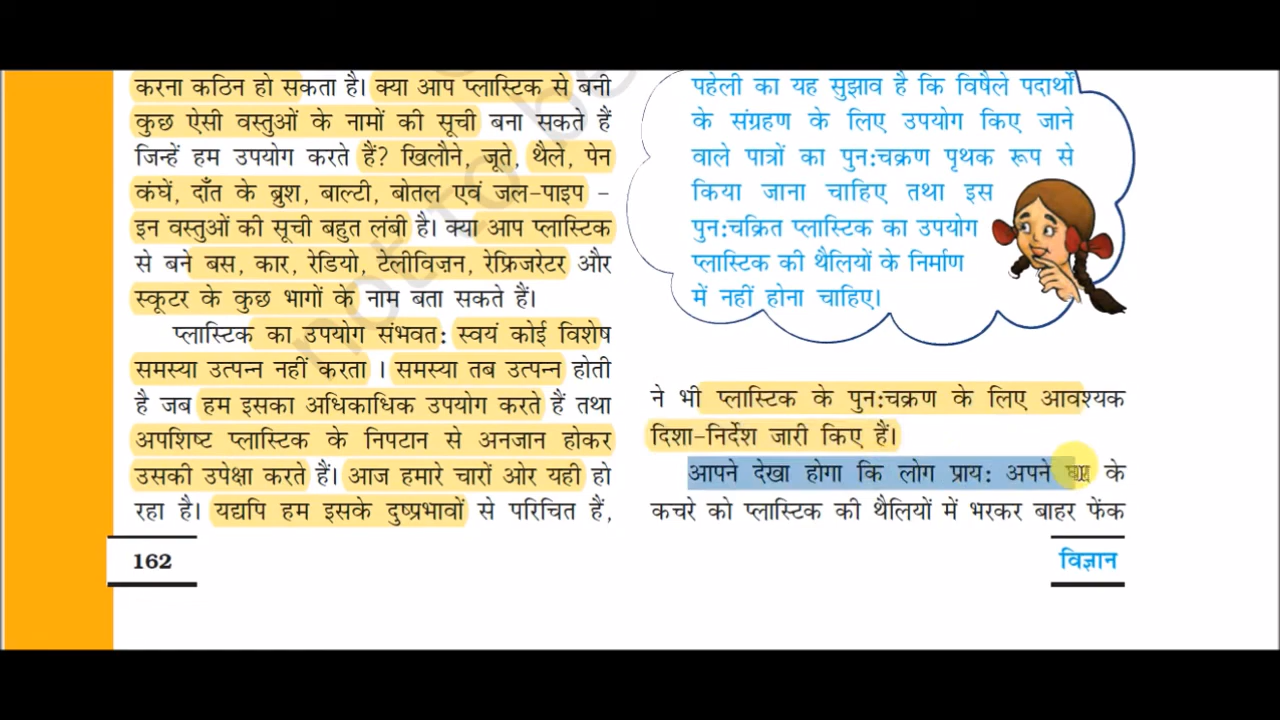 करना कठिन हो सकता है। क्या आप प्लास्टिक से बनी
कुछ ऐसी वस्तुओं के नामों की सूची बना सकते हैं
जिन्हें हम उपयोग करते हैं? खिलौने, जूते, थैले, पेन
कंघें, दाँत के ब्रुश, बाल्टी, बोतल एवं जल-पाइप –
इन वस्तुओं की सूची बहुत लंबी है। क्या आप प्लास्टिक
से बने बस, कार, रेडियो, टेलीविज़न, रेफ्रिजरेटर और
स्कूटर के कुछ भागों के नाम बता सकते हैं।
प्लास्टिक का उपयोग संभवत: स्वयं कोई विशेष
समस्या उत्पन्न नहीं करता । समस्या तब उत्पन्न होती
है जब हम इसका अधिकाधिक उपयोग करते हैं तथा
अपशिष्ट प्लास्टिक के निपटान से अनजान होकर
उसकी उपेक्षा करते हैं। आज हमारे चारों ओर यही हो
रहा है। यद्यपि हम इसके दुष्प्रभावों से परिचित हैं,
पहेली का यह सुझाव है कि विषैले पदार्थों
के संग्रहण के लिए उपयोग किए जाने
वाले पात्रों का पुन:चक्रण पृथक रूप से
किया जाना चाहिए तथा इस
पुन:चक्रित प्लास्टिक का उपयोग
प्लास्टिक की थैलियों के निर्माण
में नहीं होना चाहिए।
ने भी प्लास्टिक के पुन:चक्रण के लिए आवश्यक
दिशा-निर्देश जारी किए हैं।
आपने देखा होगा कि लोग प्राय: अपने घर के
कचरे को प्लास्टिक की थैलियों में भरकर बाहर फेंक
162
विज्ञान
not to be